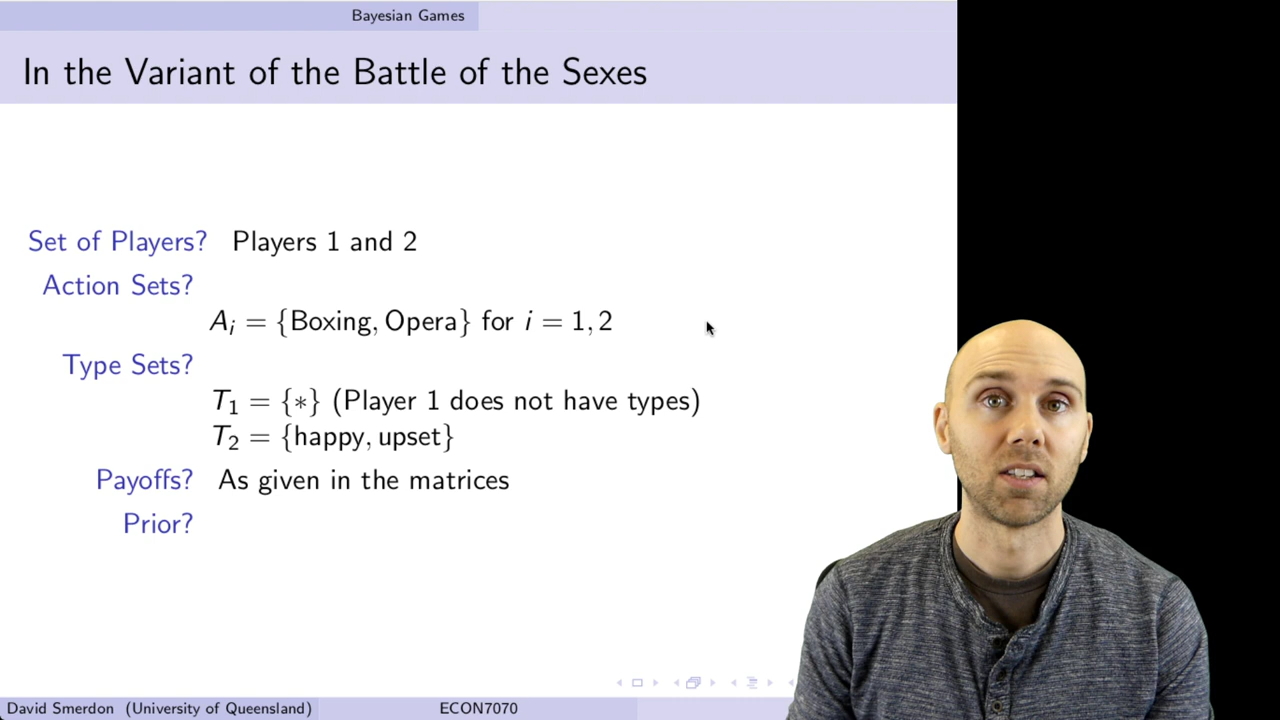 Bayesian Games
In the Variant of the Battle of the Sexes
Set of Players? Players 1 and 2
Action Sets?
A_i = {Boxing, Opera} for i = 1, 2
Type Sets?
T_1 = {*} (Player 1 does not have types)
T_2 = {happy, upset}
Payoffs? As given in the matrices
Prior?
David Smerdon (University of Queensland) ECON7070